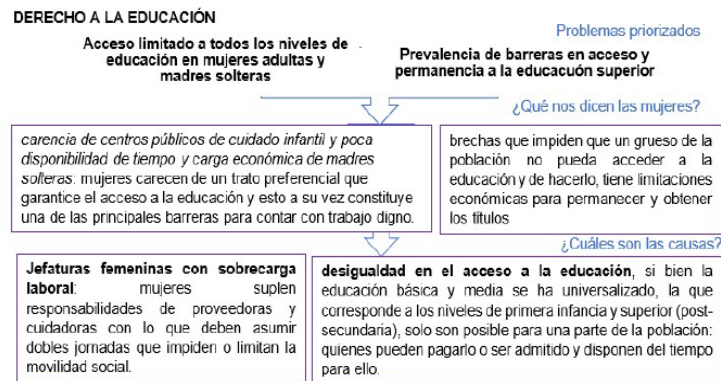 DERECHO A LA EDUCACIÓN
Problemas priorizados
Acceso limitado a todos los niveles de
educación en mujeres adultas y
madres solteras
Prevalencia de barreras en acceso y
permanencia a la educacuón superior
¿Qué nos dicen las mujeres?
carencia de centros públicos de cuidado infantil y poca
disponibilidad de tiempo y carga económica de madres
solteras: mujeres carecen de un trato preferencial que
garantice el acceso a la educación y esto a su vez constituye
una de las principales barreras para contar con trabajo digno.
brechas que impiden que un grueso de la
población no pueda acceder a la
educación y de hacerlo, tiene limitaciones
económicas para permanecer y obtener
los títulos
¿Cuáles son las causas?
Jefaturas femeninas con sobrecarga
laboral: mujeres suplen
responsabilidades de proveedoras y
cuidadoras con lo que deben asumir
dobles jornadas que impiden o limitan la
movilidad social.
desigualdad en el acceso a la educación, si bien la
educación básica y media se ha universalizado, la que
corresponde a los niveles de primera infancia y superior (post-
secundaria), solo son posible para una parte de la población:
quienes pueden pagarlo o ser admitido y disponen del tiempo
para ello.